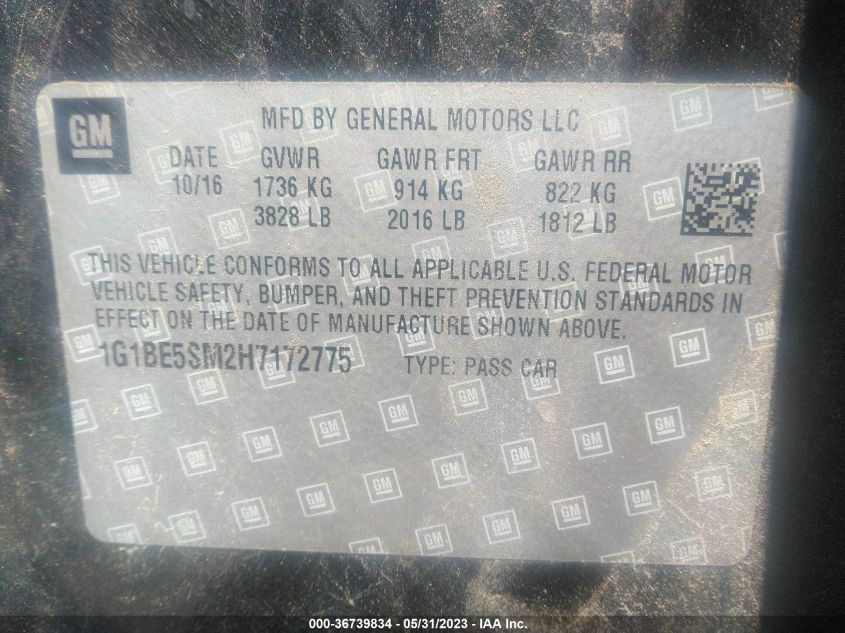 GM
MFD BY GENERAL MOTORS LLC
DATE GVWR GAWR FRT GAWR RR
10/16 1736 KG 914 KG 822 KG
3828 LB 2016 LB 1812 LB
THIS VEHICLE CONFORMS TO ALL APPLICABLE U.S. FEDERAL MOTOR
VEHICLE SAFETY, BUMPER, AND THEFT PREVENTION STANDARDS IN
EFFECT ON THE DATE OF MANUFACTURE SHOWN ABOVE.
1G1BE5SM2H7172775 TYPE: PASS CAR
000-36739834 - 05/31/2023 - IAA Inc.